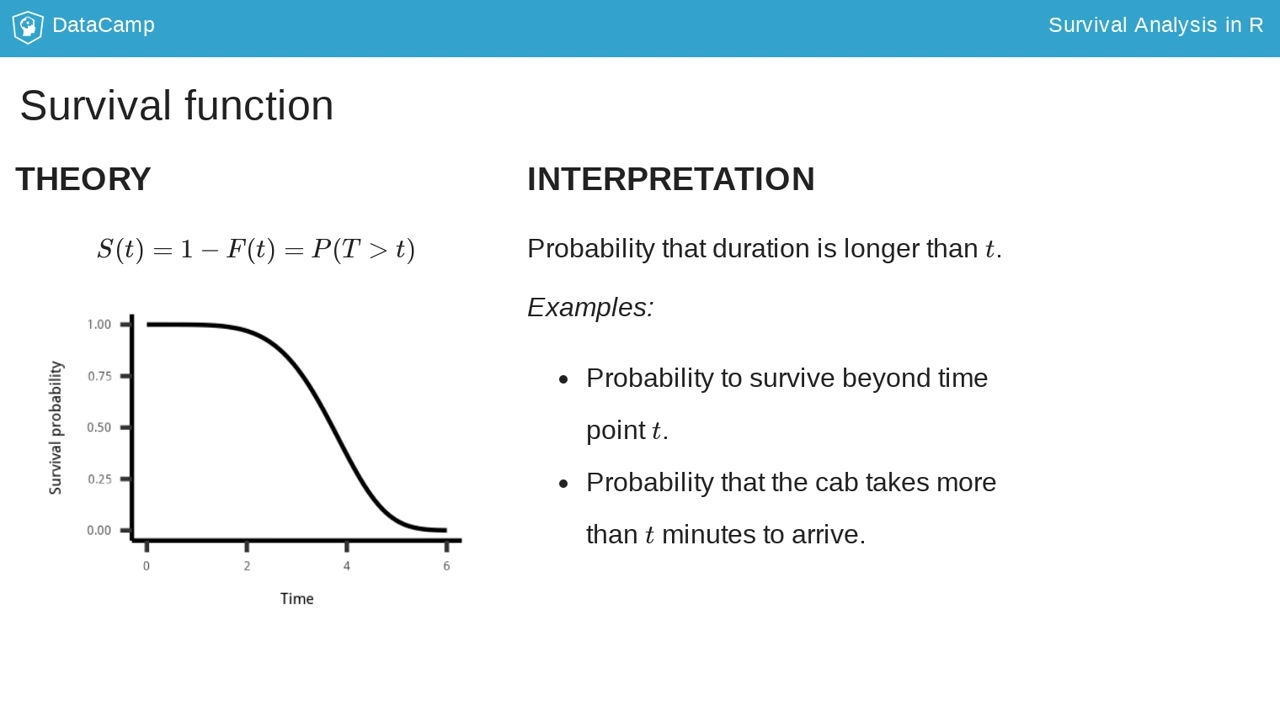 DataCamp
Survival Analysis in R
Survival function
THEORY
S(t) = 1 − F(t) = P(T > t)
Survival probability
1.00
0.75
0.50
0.25
0.00
0 2 4 6
Time
INTERPRETATION
Probability that duration is longer than t.
Examples:
• Probability to survive beyond time
point t.
• Probability that the cab takes more
than t minutes to arrive.